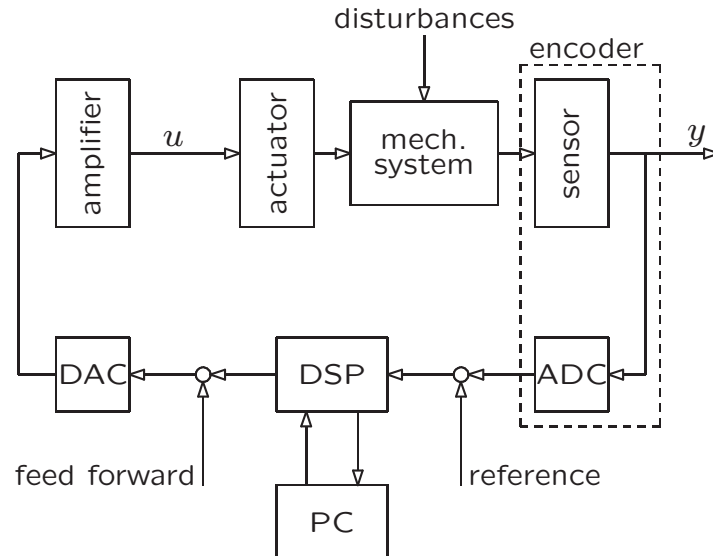 disturbances
encoder
amplifier
u
actuator
mech.
system
sensor
y
DAC
DSP
ADC
feed forward
reference
PC